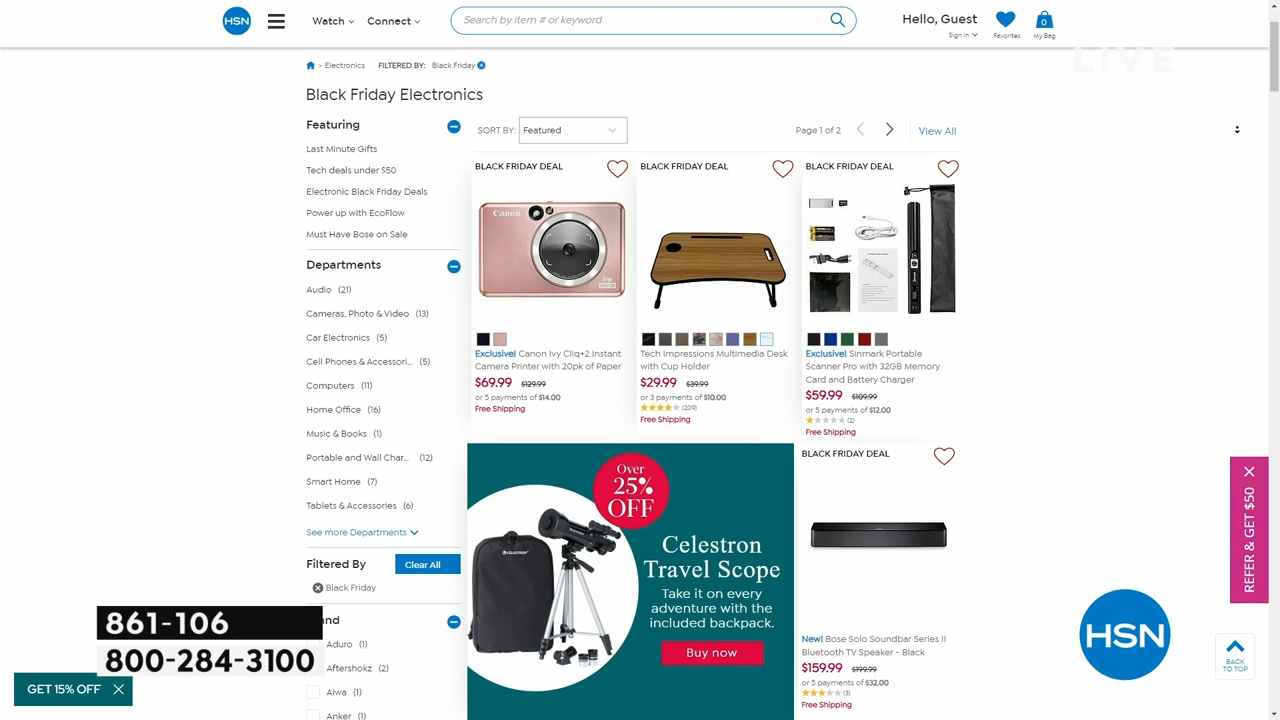 HSN
Watch
Connect
Search by item # or keyword
Hello, Guest
Sign In
Favorites
0
My Bag
LIVE
> Electronics
FILTERED BY:
Black Friday
Black Friday Electronics
Featuring
Last Minute Gifts
Tech deals under $50
Electronic Black Friday Deals
Power up with EcoFlow
Must Have Bose on Sale
Departments
Audio (21)
Cameras, Photo & Video (13)
Car Electronics (5)
Cell Phones & Accessori... (5)
Computers (11)
Home Office (16)
Music & Books (1)
Portable and Wall Char... (12)
Smart Home (7)
Tablets & Accessories (6)
See more Departments
Filtered By
Clear All
Black Friday
nd
Aduro (1)
Aftershokz (2)
Aiwa (1)
Anker (1)
SORT BY:
Featured
Page 1 of 2
View All
BLACK FRIDAY DEAL
Canon
Exclusive! Canon Ivy Cliq+2 Instant
Camera Printer with 20pk of Paper
$69.99 $129.99
or 5 payments of $14.00
Free Shipping
BLACK FRIDAY DEAL
Tech Impressions Multimedia Desk
with Cup Holder
$29.99 $39.99
or 3 payments of $10.00
(209)
Free Shipping
BLACK FRIDAY DEAL
Exclusive! Sinmark Portable
Scanner Pro with 32GB Memory
Card and Battery Charger
$59.99 $109.99
or 5 payments of $12.00
(2)
Free Shipping
Over
25%
OFF
Celestron
Travel Scope
Take it on every
adventure with the
included backpack.
Buy now
BLACK FRIDAY DEAL
New! Bose Solo Soundbar Series II
Bluetooth TV Speaker - Black
$159.99 $199.99
or 5 payments of $32.00
(3)
Free Shipping
REFER & GET $50
HSN
BACK
TO TOP
861-106
800-284-3100
GET 15% OFF